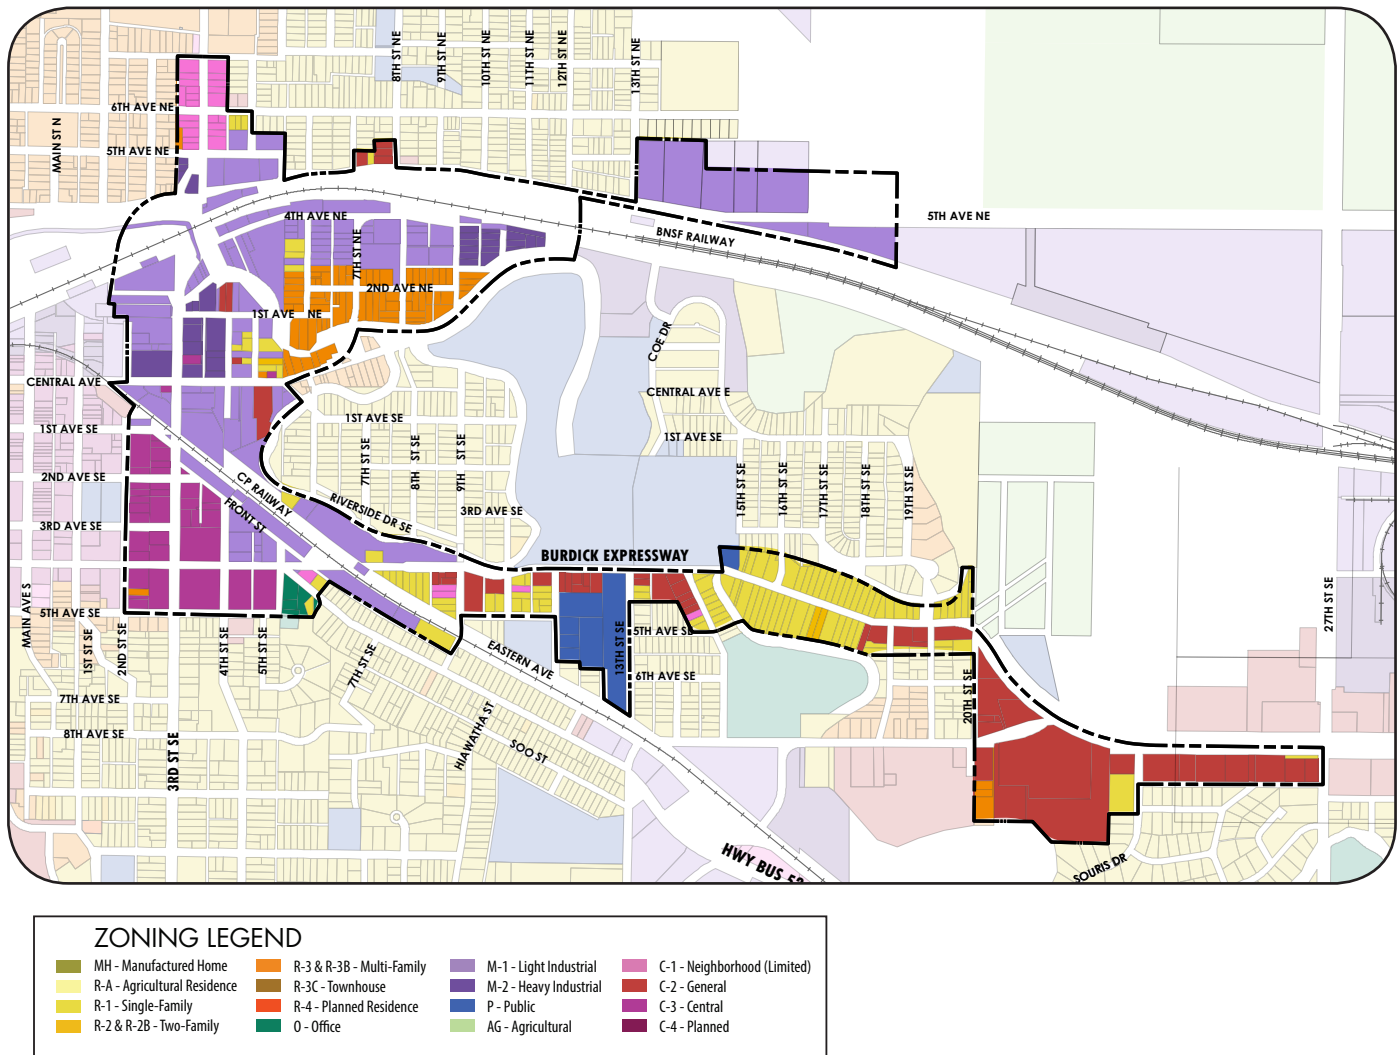 8TH ST NE
9TH ST NE
10TH ST NE
11TH ST NE
12TH ST NE
13TH ST NE
6TH AVE NE
MAIN ST N
5TH AVE NE
4TH AVE NE
5TH AVE NE
BNSF RAILWAY
7TH ST NE
2ND AVE NE
1ST AVE NE
COE DR
CENTRAL AVE
CENTRAL AVE E
1ST AVE SE
1ST AVE SE
1ST AVE SE
7TH ST SE
8TH ST SE
9TH ST SE
2ND AVE SE
CP RAILWAY
FRONT ST
RIVERSIDE DR SE
3RD AVE SE
3RD AVE SE
15TH ST SE
16TH ST SE
17TH ST SE
18TH ST SE
19TH ST SE
BURDICK EXPRESSWAY
MAIN AVE S
5TH AVE SE
1ST ST SE
2ND ST SE
4TH ST SE
5TH ST SE
7TH ST SE
EASTERN AVE
13TH ST SE
5TH AVE SE
6TH AVE SE
27TH ST SE
20TH ST SE
7TH AVE SE
8TH AVE SE
3RD ST SE
HIAWATHA ST
SOO ST
HWY BUS 52
SOURIS DR
ZONING LEGEND
MH - Manufactured Home
R-A - Agricultural Residence
R-1 - Single-Family
R-2 & R-2B - Two-Family
R-3 & R-3B - Multi-Family
R-3C - Townhouse
R-4 - Planned Residence
O - Office
M-1 - Light Industrial
M-2 - Heavy Industrial
P - Public
AG - Agricultural
C-1 - Neighborhood (Limited)
C-2 - General
C-3 - Central
C-4 - Planned